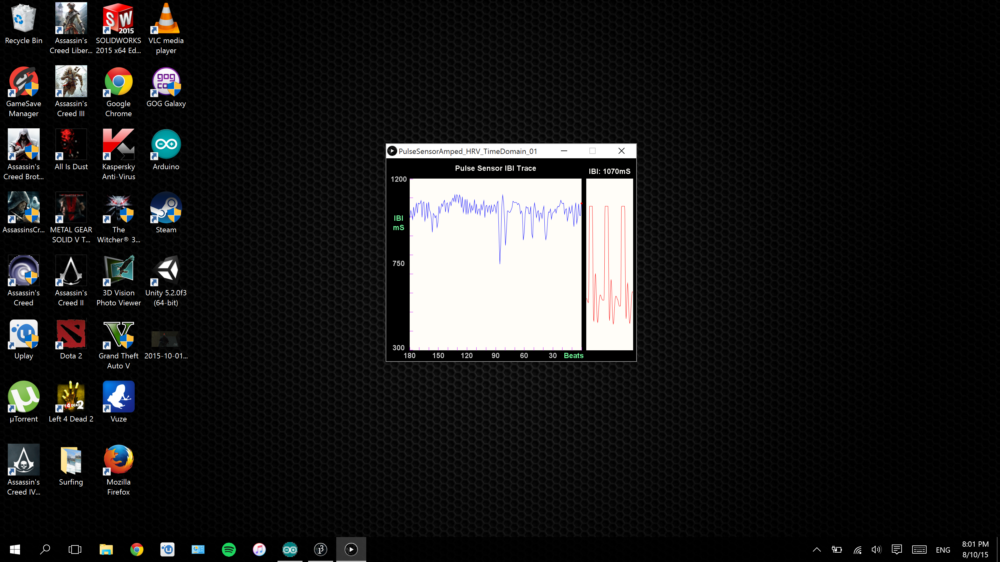 Recycle Bin
Assassin's
Creed Liber...
SOLIDWORKS
2015 x64 Ed...
VLC media
player
SW
2015
GameSave
Manager
Assassin's
Creed III
Google
Chrome
gog
co
GOG Galaxy
Assassin's
Creed Brot...
All Is Dust
Kaspersky
Anti-Virus
Arduino
AssassinsCr...
METAL GEAR
SOLID V T...
The
Witcher® 3...
Steam
Assassin's
Creed
Assassin's
Creed II
3D Vision
Photo Viewer
Unity 5.2.0f3
(64-bit)
Uplay
Dota 2
Grand Theft
Auto V
2015-10-01...
µTorrent
Left 4 Dead 2
Vuze
Assassin's
Creed IV...
Surfing
Mozilla
Firefox
PulseSensorAmped_HRV_TimeDomain_01
Pulse Sensor IBI Trace
IBI: 1070mS
1200
IBI
mS
750
300
180 150 120 90 60 30 Beats
ENG
8:01 PM
8/10/15